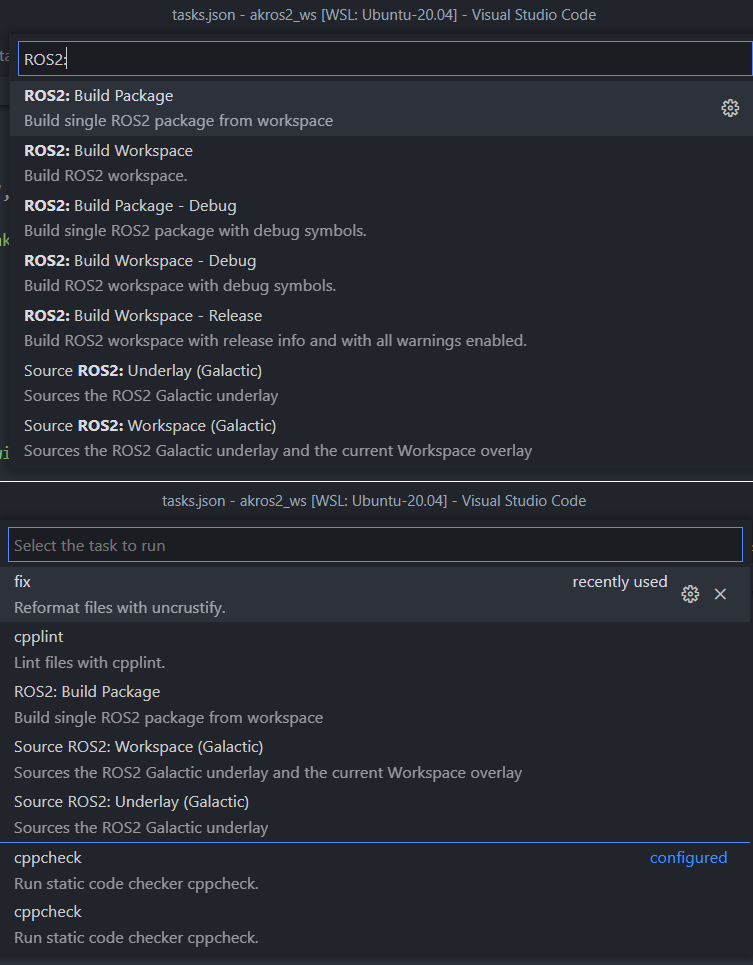 tasks.json - akros2_ws [WSL: Ubuntu-20.04] - Visual Studio Code
ROS2:
ROS2: Build Package
Build single ROS2 package from workspace
ROS2: Build Workspace
Build ROS2 workspace.
ROS2: Build Package - Debug
Build single ROS2 package with debug symbols.
ROS2: Build Workspace - Debug
Build ROS2 workspace with debug symbols.
ROS2: Build Workspace - Release
Build ROS2 workspace with release info and with all warnings enabled.
Source ROS2: Underlay (Galactic)
Sources the ROS2 Galactic underlay
Source ROS2: Workspace (Galactic)
Sources the ROS2 Galactic underlay and the current Workspace overlay
tasks.json - akros2_ws [WSL: Ubuntu-20.04] - Visual Studio Code
Select the task to run
fix recently used
Reformat files with uncrustify.
cpplint
Lint files with cpplint.
ROS2: Build Package
Build single ROS2 package from workspace
Source ROS2: Workspace (Galactic)
Sources the ROS2 Galactic underlay and the current Workspace overlay
Source ROS2: Underlay (Galactic)
Sources the ROS2 Galactic underlay
cppcheck configured
Run static code checker cppcheck.
cppcheck
Run static code checker cppcheck.